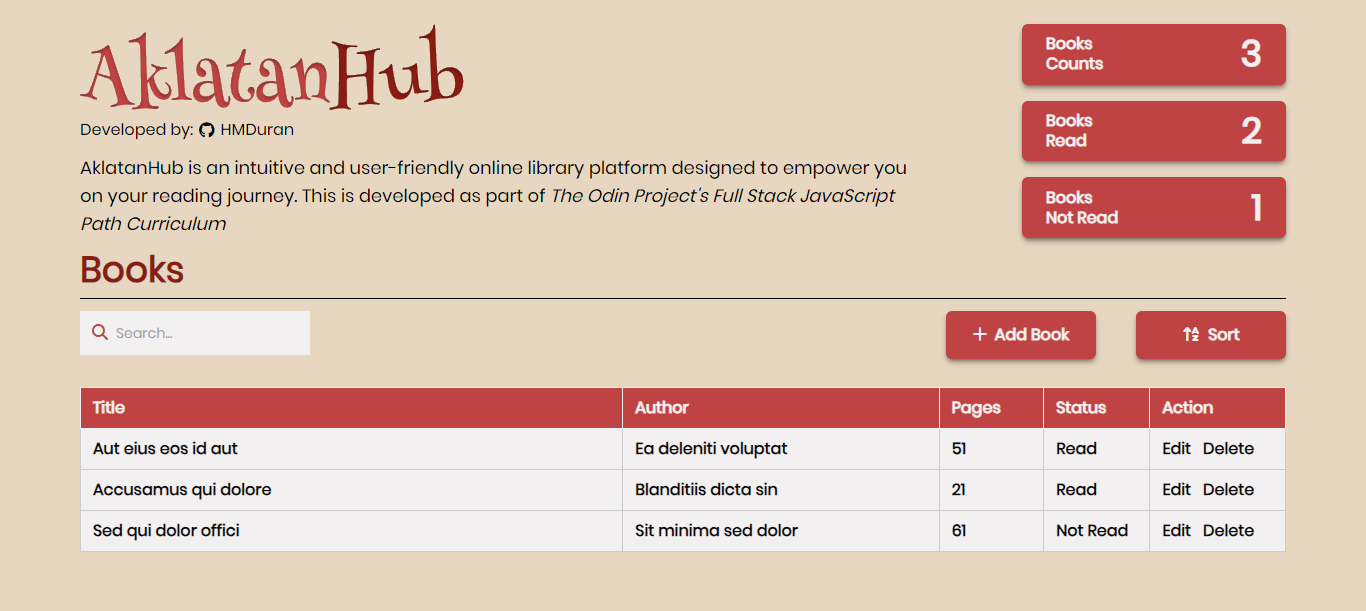 AklatanHub
Developed by: HMDuran
AklatanHub is an intuitive and user-friendly online library platform designed to empower you
on your reading journey. This is developed as part of The Odin Project's Full Stack JavaScript
Path Curriculum
Books
Counts
3
Books
Read
2
Books
Not Read
1
Books
Search...
Add Book
Sort
Title Author Pages Status Action
Aut eius eos id aut Ea deleniti voluptat 51 Read Edit Delete
Accusamus qui dolore Blanditiis dicta sin 21 Read Edit Delete
Sed qui dolor offici Sit minima sed dolor 61 Not Read Edit Delete